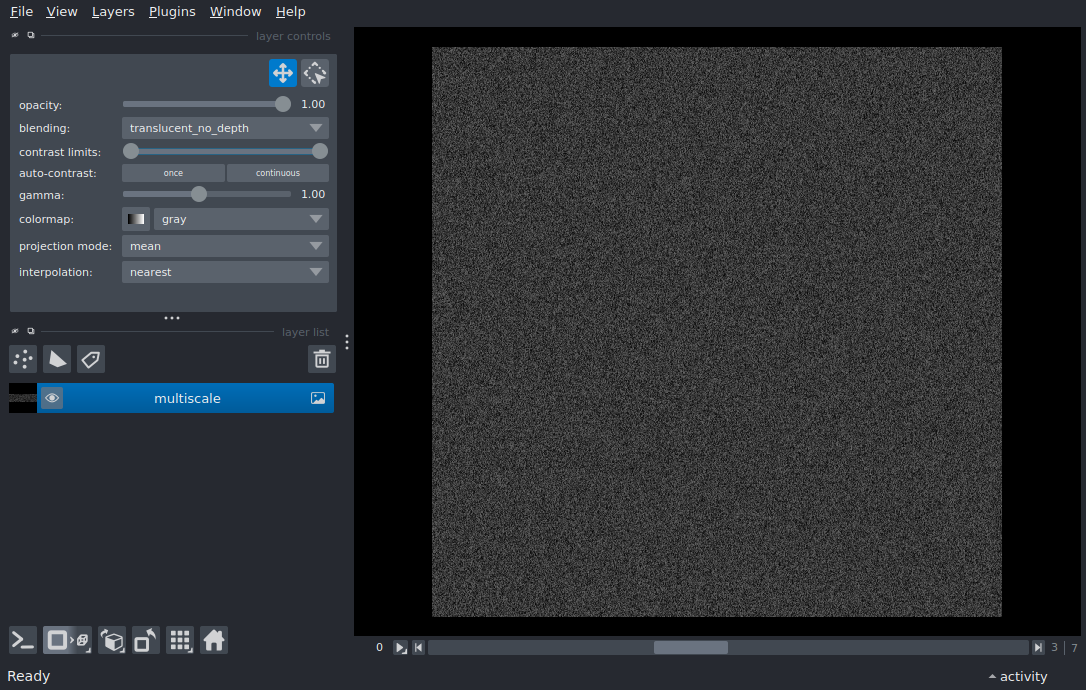 File View Layers Plugins Window Help
layer controls
opacity: 1.00
blending: translucent_no_depth
contrast limits:
auto-contrast: once continuous
gamma: 1.00
colormap: gray
projection mode: mean
interpolation: nearest
layer list
multiscale
0 3 | 7
Ready activity